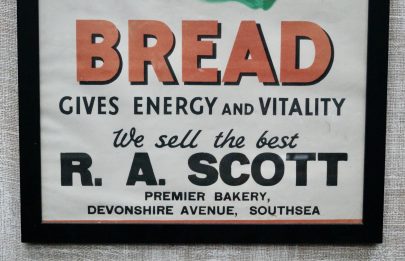 BREAD
GIVES ENERGY AND VITALITY
We sell the best
R. A. SCOTT
PREMIER BAKERY,
DEVONSHIRE AVENUE, SOUTHSEA